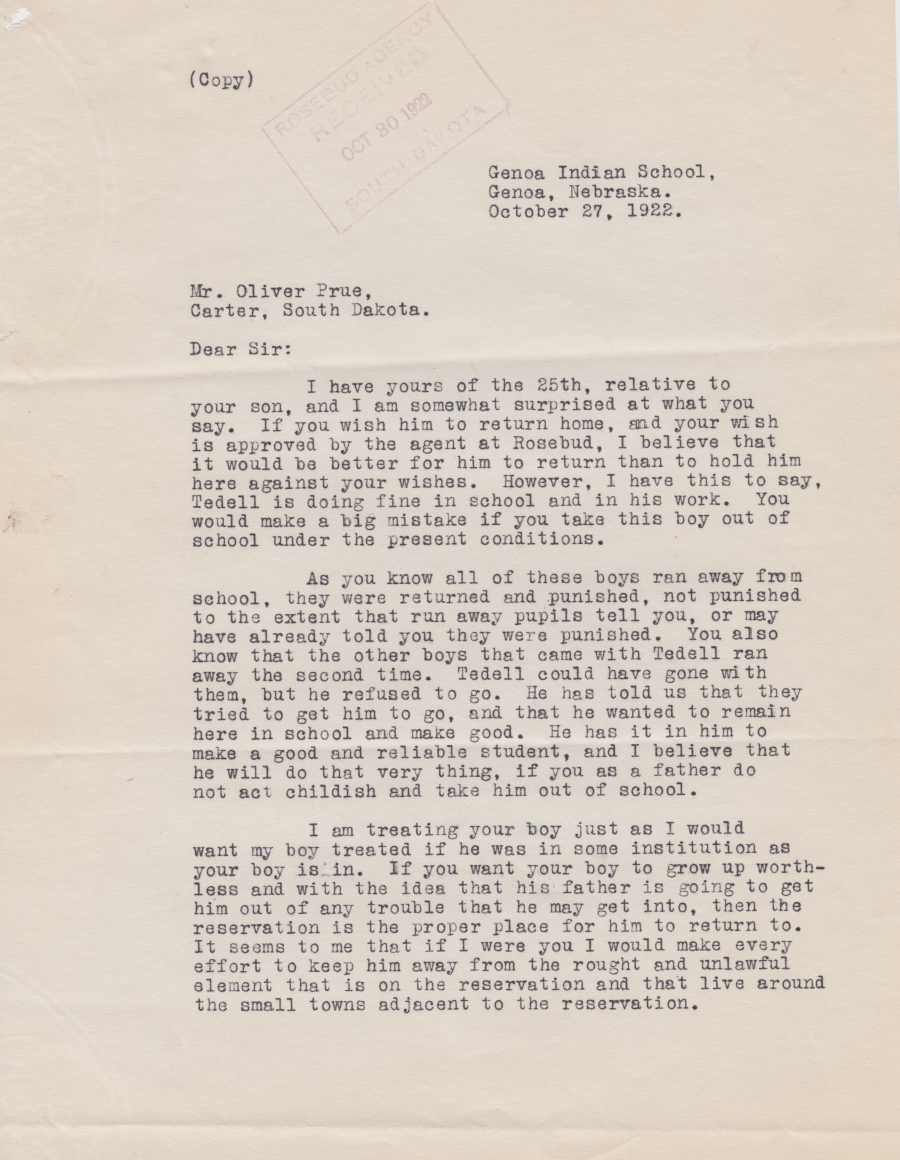 (Copy)
ROSEBUD AGENCY
RECEIVED
OCT 30 1922
SOUTH DAKOTA
Genoa Indian School,
Genoa, Nebraska.
October 27, 1922.
Mr. Oliver Prue,
Carter, South Dakota.
Dear Sir:
I have yours of the 25th, relative to
your son, and I am somewhat surprised at what you
say. If you wish him to return home, and your wish
is approved by the agent at Rosebud, I believe that
it would be better for him to return than to hold him
here against your wishes. However, I have this to say,
Tedell is doing fine in school and in his work. You
would make a big mistake if you take this boy out of
school under the present conditions.
As you know all of these boys ran away from
school, they were returned and punished, not punished
to the extent that run away pupils tell you, or may
have already told you they were punished. You also
know that the other boys that came with Tedell ran
away the second time. Tedell could have gone with
them, but he refused to go. He has told us that they
tried to get him to go, and that he wanted to remain
here in school and make good. He has it in him to
make a good and reliable student, and I believe that
he will do that very thing, if you as a father do
not act childish and take him out of school.
I am treating your boy just as I would
want my boy treated if he was in some institution as
your boy is in. If you want your boy to grow up worth-
less and with the idea that his father is going to get
him out of any trouble that he may get into, then the
reservation is the proper place for him to return to.
It seems to me that if I were you I would make every
effort to keep him away from the rought and unlawful
element that is on the reservation and that live around
the small towns adjacent to the reservation.